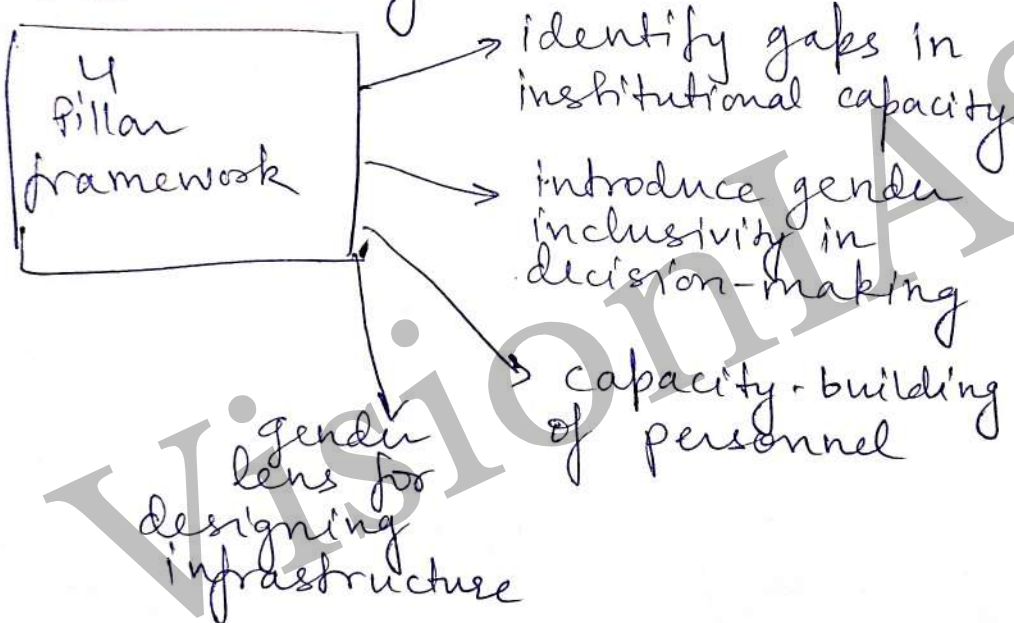 4
Pillar
framework
identify gaps in
institutional capacity
introduce gender
inclusivity in
decision-making
capacity-building
of personnel
gender
lens for
designing
infrastructure
VisionIAS